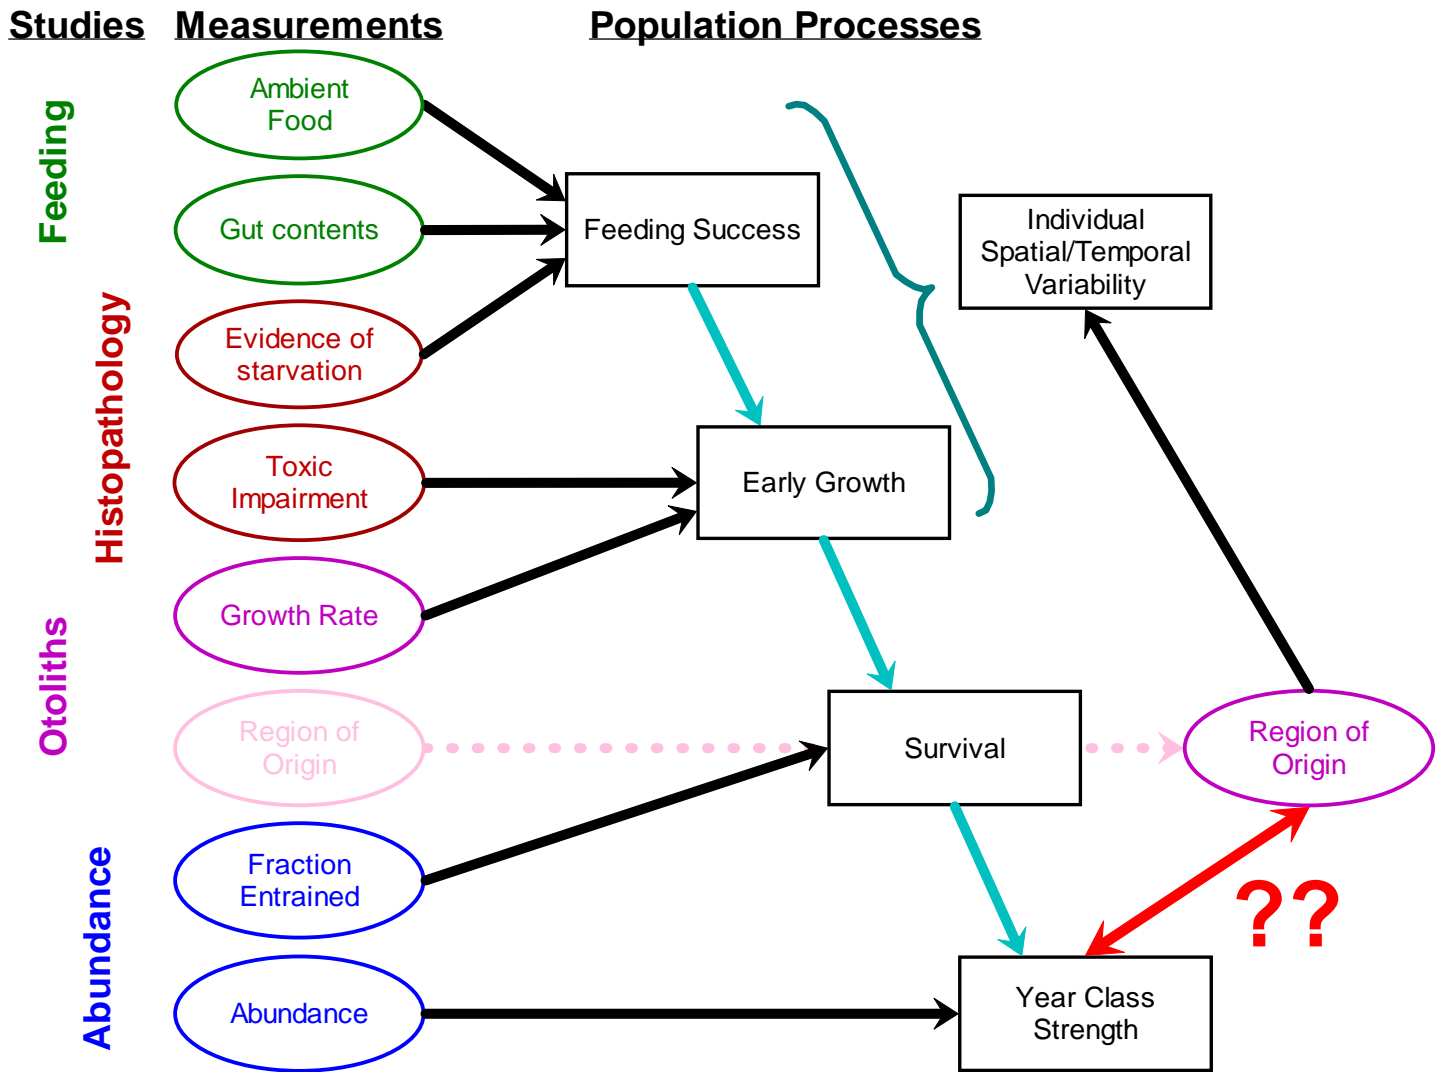 Studies Measurements Population Processes
Feeding
Histopathology
Otoliths
Abundance
Ambient
Food
Gut contents
Evidence of
starvation
Toxic
Impairment
Growth Rate
Region of
Origin
Fraction
Entrained
Abundance
Feeding Success
Early Growth
Survival
Year Class
Strength
Individual
Spatial/Temporal
Variability
Region of
Origin
??